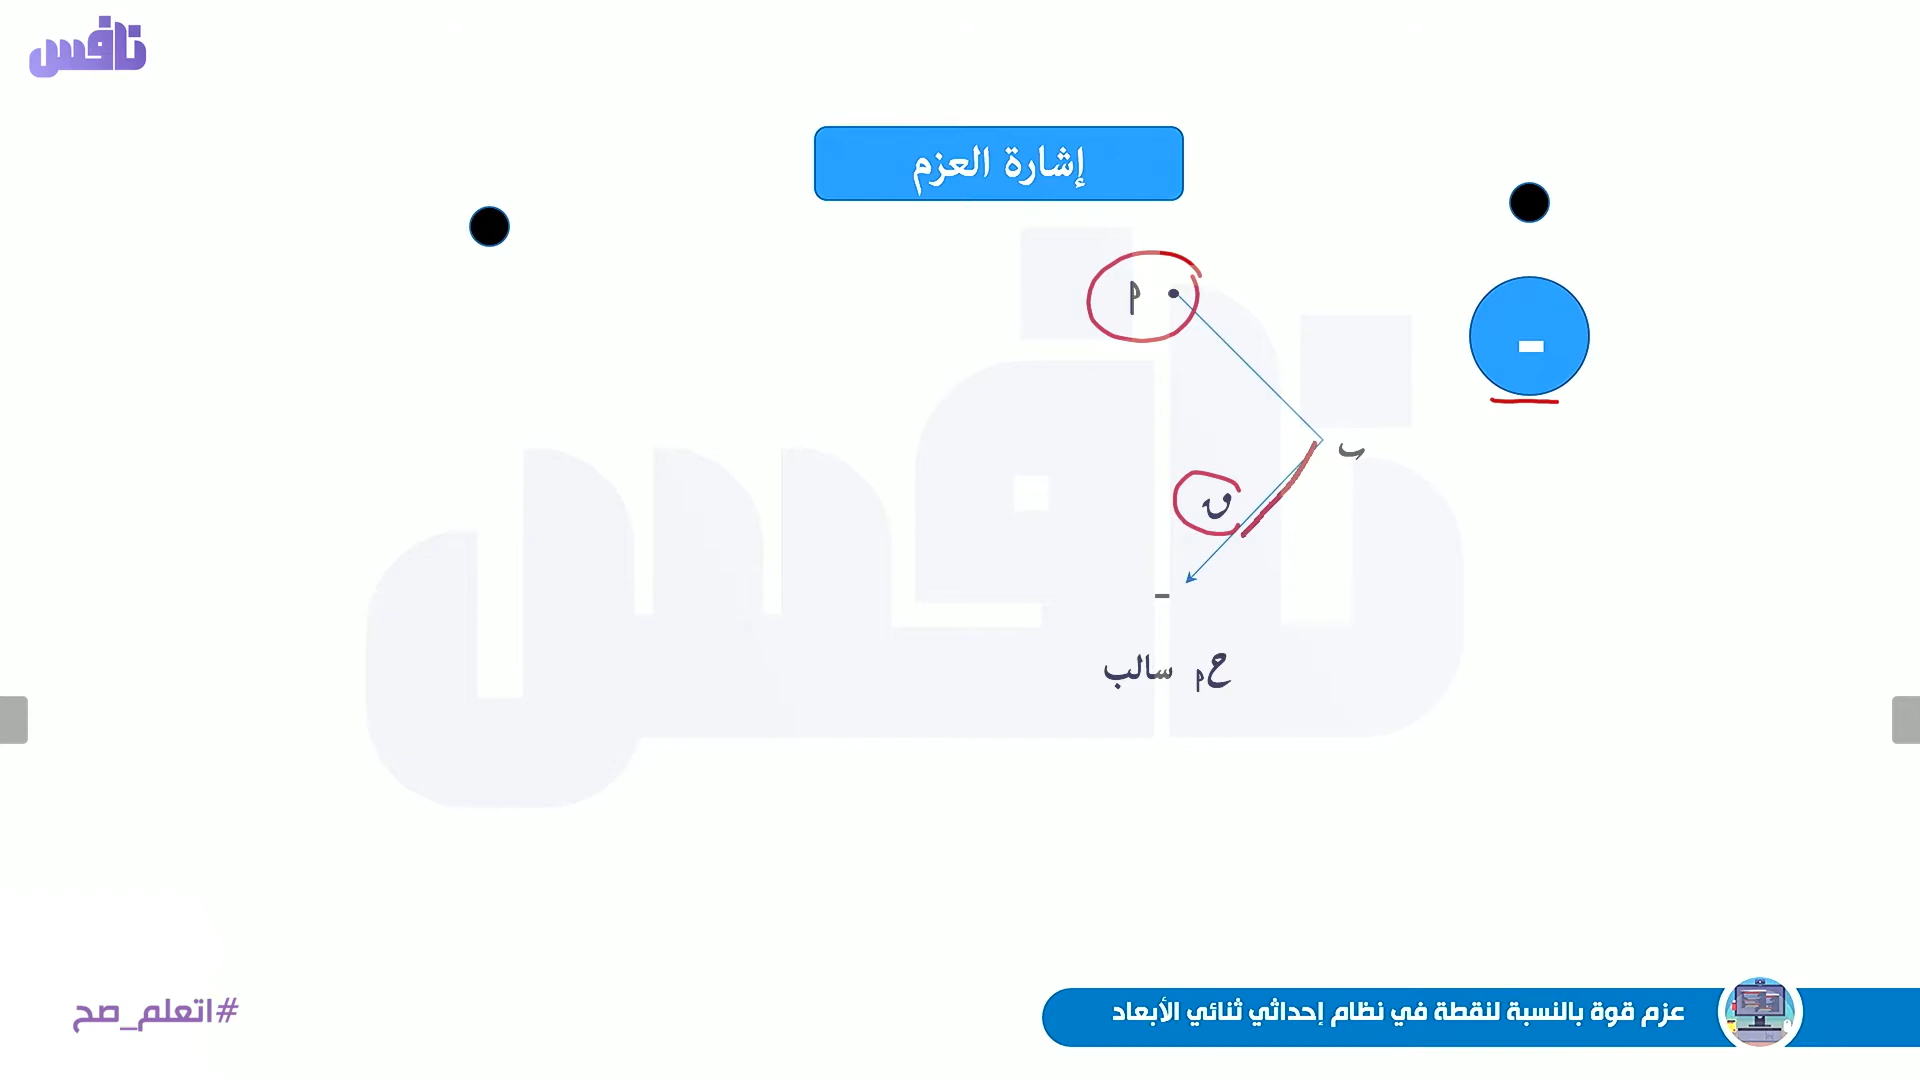 نافس
إشارة العزم
م
-
ب
ق
-
ج م سالب
#اتعلم_صح
عزم قوة بالنسبة لنقطة في نظام إحداثي ثنائي الأبعاد